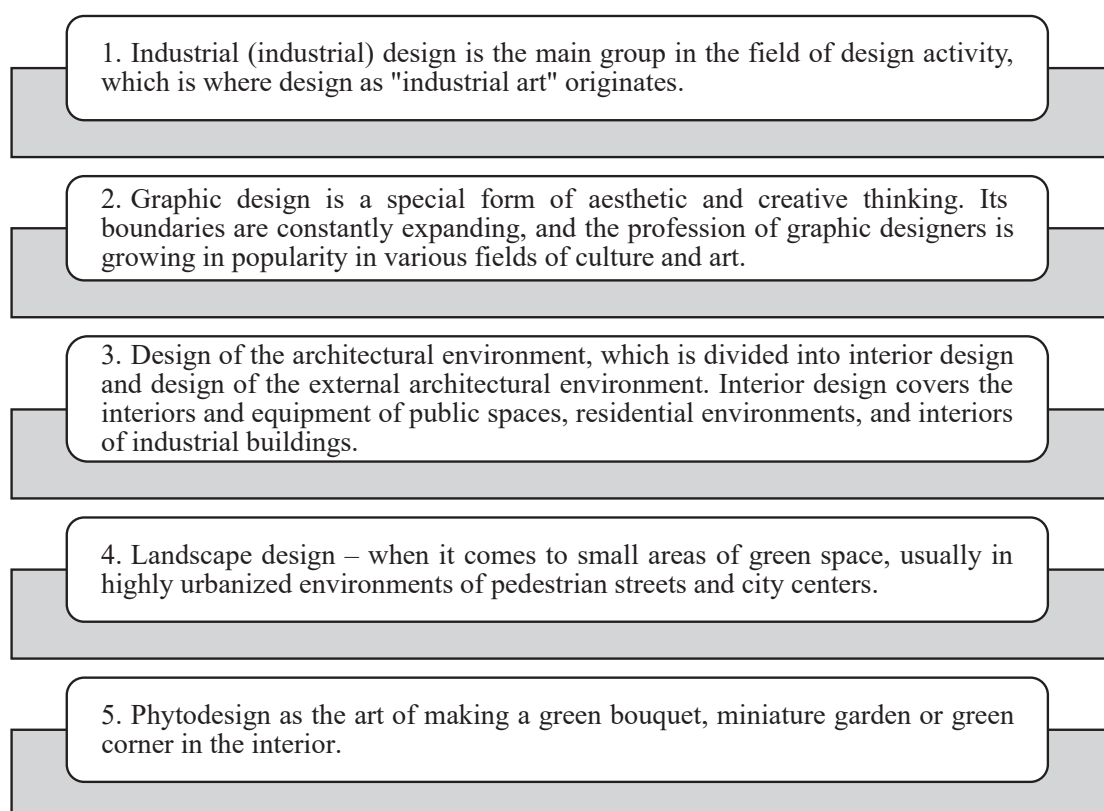 1. Industrial (industrial) design is the main group in the field of design activity,
which is where design as "industrial art" originates.
2. Graphic design is a special form of aesthetic and creative thinking. Its
boundaries are constantly expanding, and the profession of graphic designers is
growing in popularity in various fields of culture and art.
3. Design of the architectural environment, which is divided into interior design
and design of the external architectural environment. Interior design covers the
interiors and equipment of public spaces, residential environments, and interiors
of industrial buildings.
4. Landscape design – when it comes to small areas of green space, usually in
highly urbanized environments of pedestrian streets and city centers.
5. Phytodesign as the art of making a green bouquet, miniature garden or green
corner in the interior.